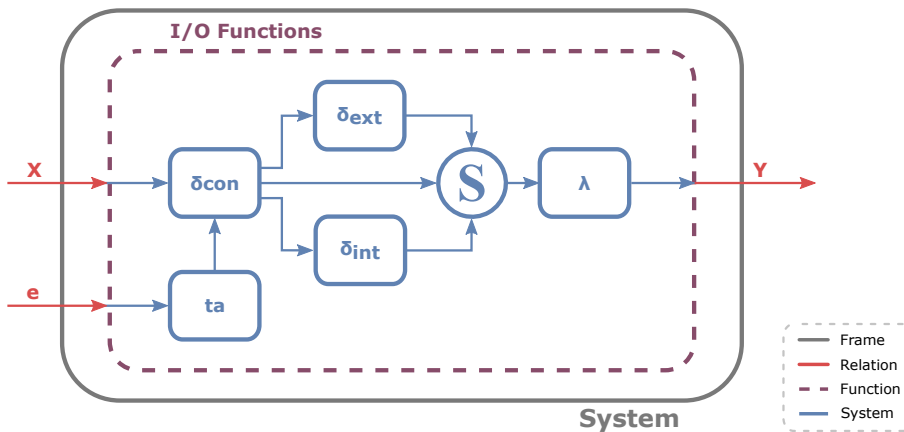 I/O Functions
δext
X
δcon
S
λ
Y
δint
e
ta
Frame
Relation
Function
System
System